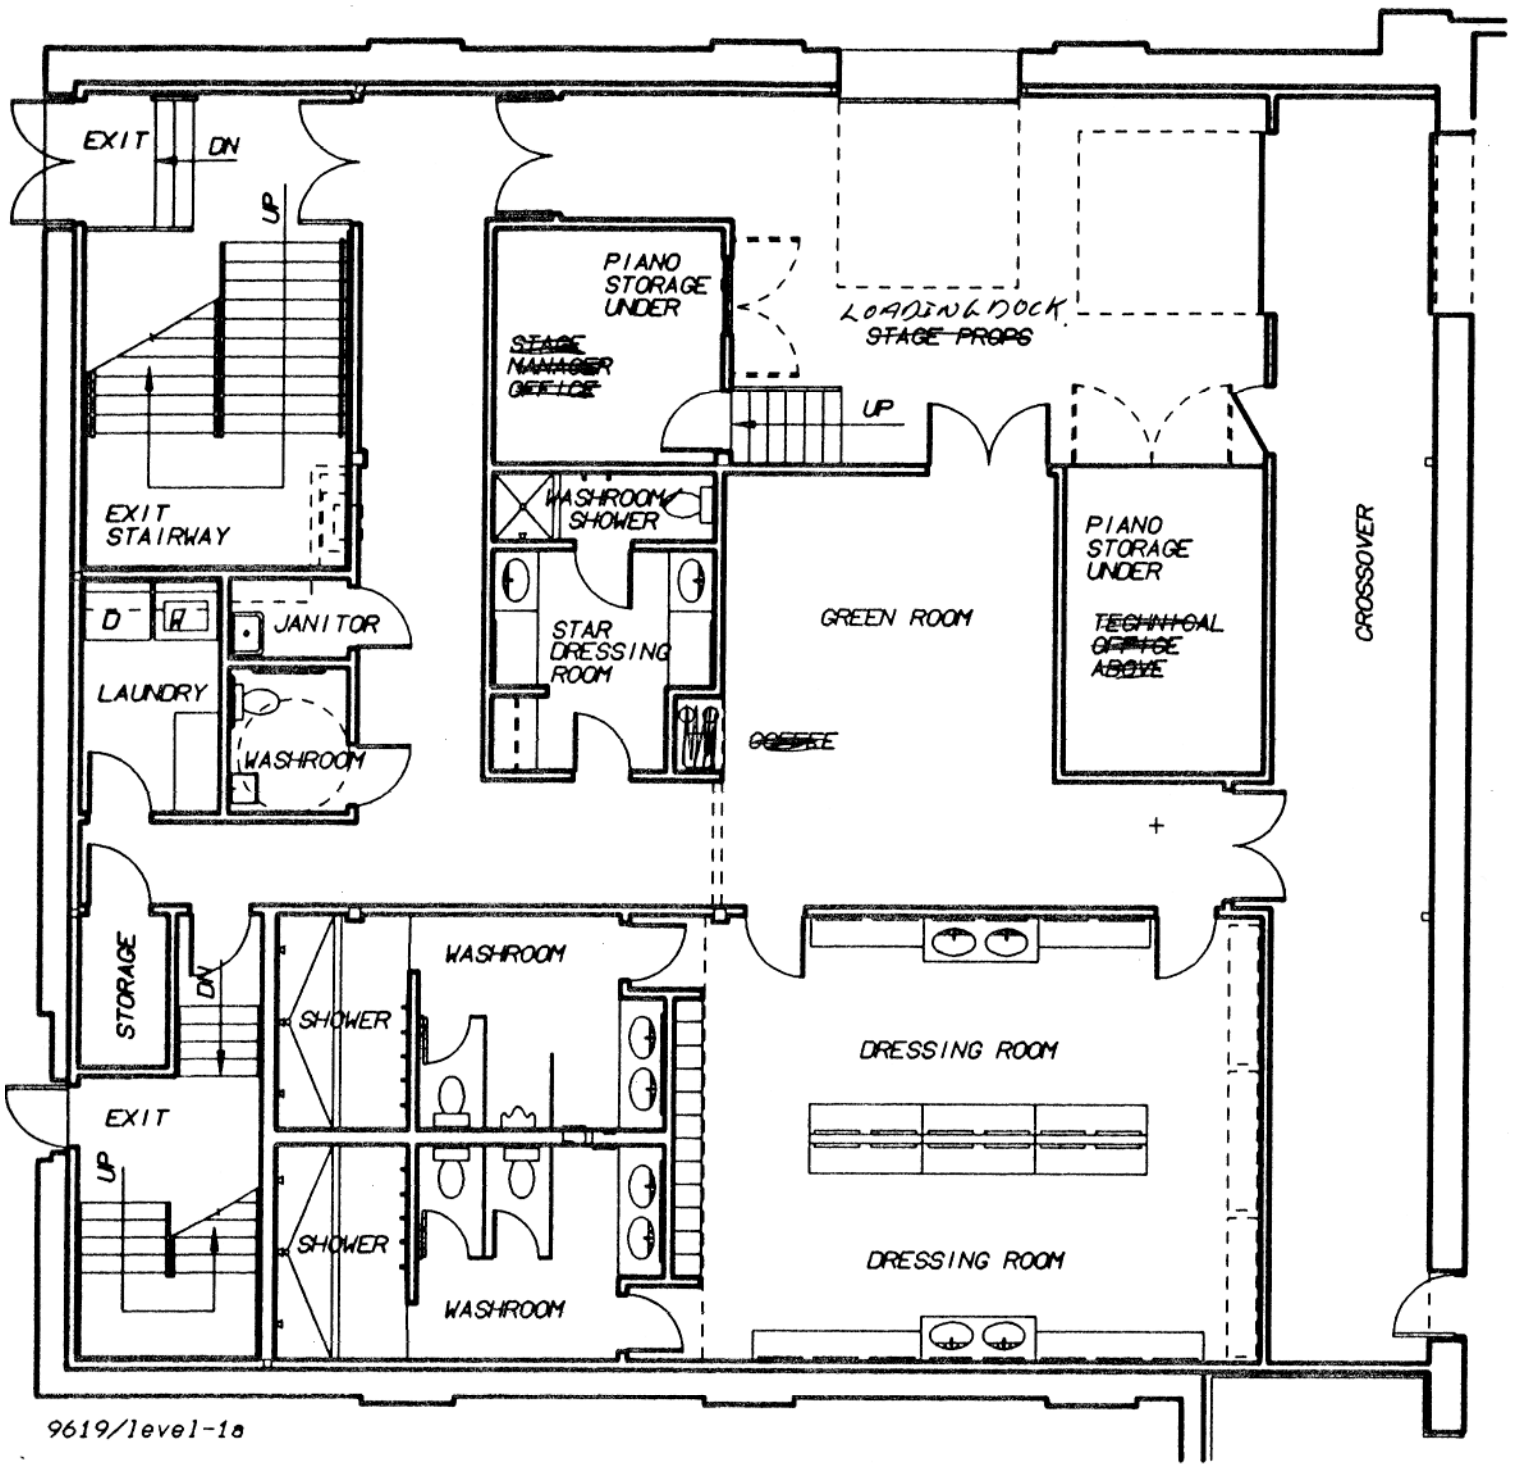 EXIT
DN
UP
PIANO
STORAGE
UNDER
STAGE
MANAGER
OFFICE
LOADING DOCK
STAGE PROPS
UP
EXIT
STAIRWAY
WASHROOM/
SHOWER
PIANO
STORAGE
UNDER
CROSSOVER
D
W
JANITOR
STAR
DRESSING
ROOM
GREEN ROOM
TECHNICAL
OFFICE
ABOVE
LAUNDRY
WASHROOM
COFFEE
STORAGE
DN
WASHROOM
SHOWER
DRESSING ROOM
EXIT
UP
SHOWER
DRESSING ROOM
WASHROOM
9619/level-1a